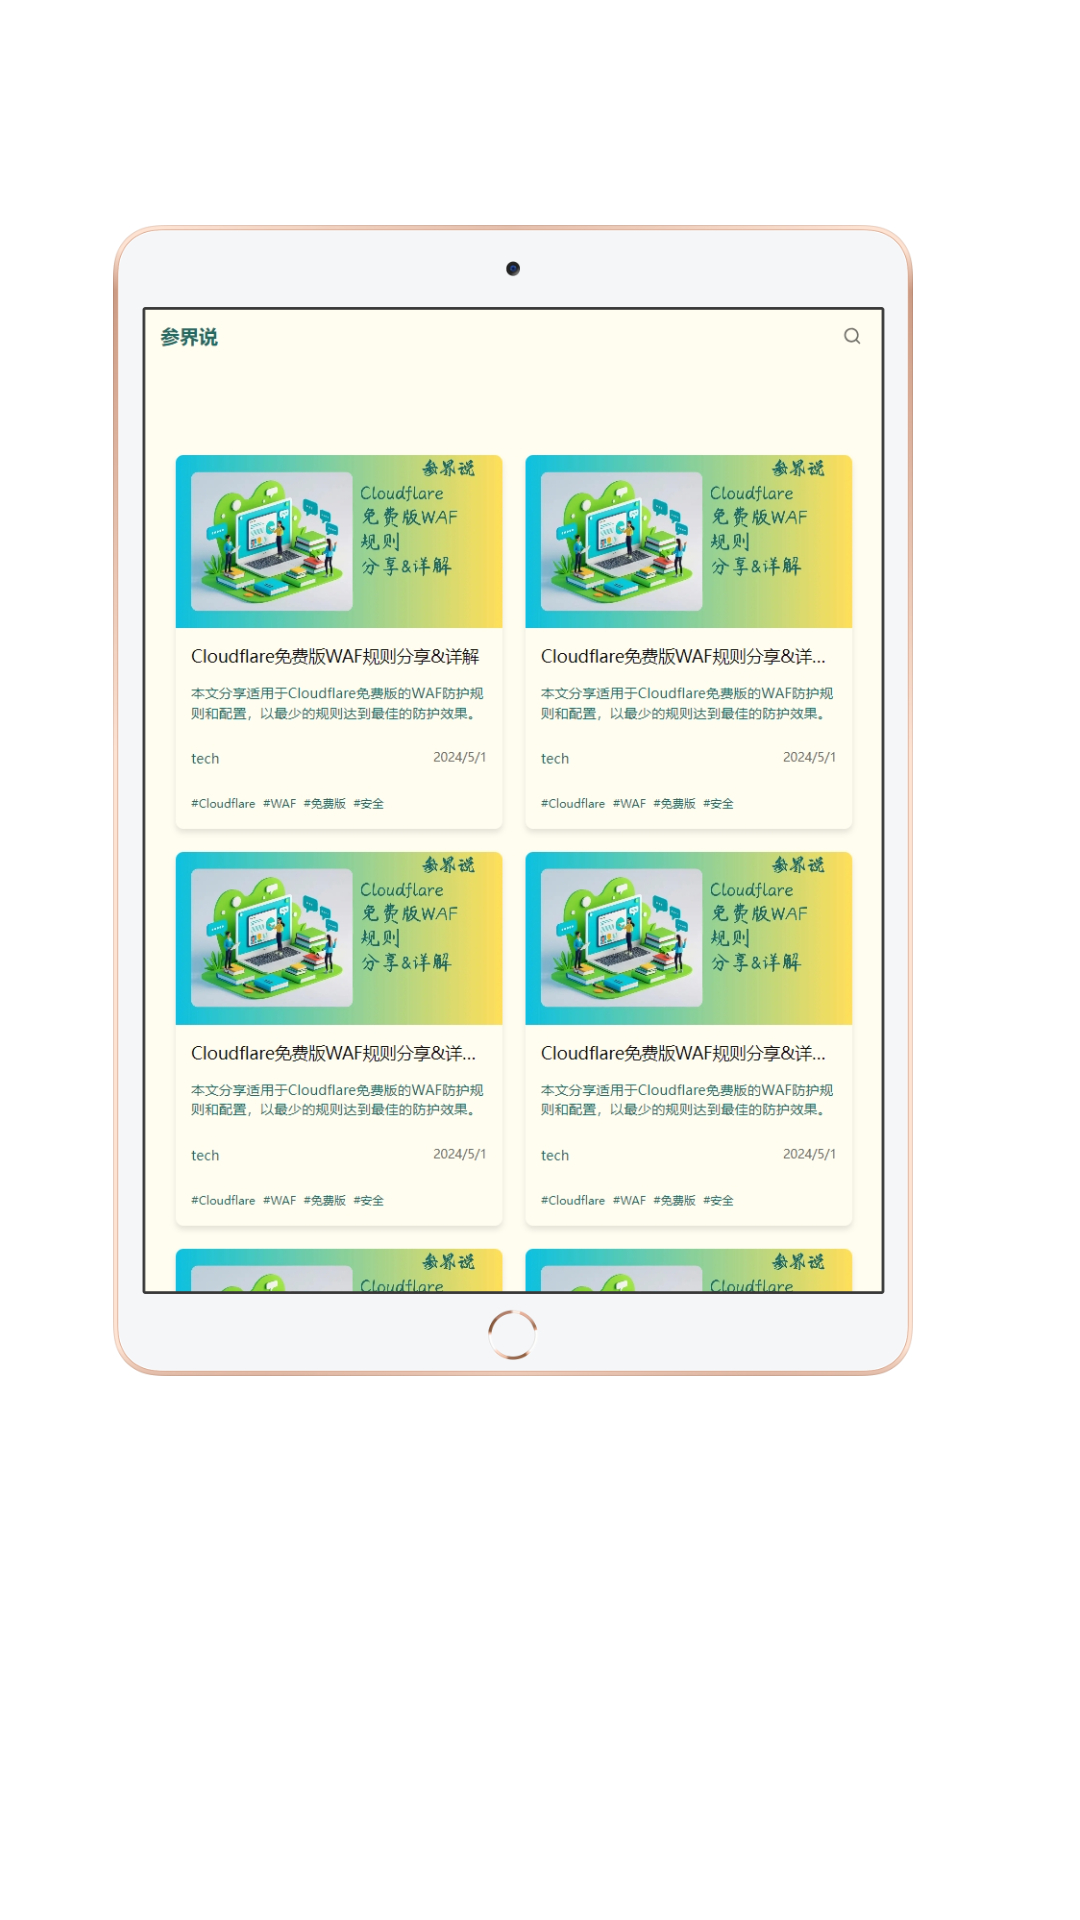 参界说
参界说
Cloudflare
免费版WAF
规则
分享&详解
Cloudflare免费版WAF规则分享&详解
本文分享适用于Cloudflare免费版的WAF防护规
则和配置，以最少的规则达到最佳的防护效果。
tech
2024/5/1
#Cloudflare #WAF #免费版 #安全
参界说
Cloudflare
免费版WAF
规则
分享&详解
Cloudflare免费版WAF规则分享&详...
本文分享适用于Cloudflare免费版的WAF防护规
则和配置，以最少的规则达到最佳的防护效果。
tech
2024/5/1
#Cloudflare #WAF #免费版 #安全
参界说
Cloudflare
免费版WAF
规则
分享&详解
Cloudflare免费版WAF规则分享&详...
本文分享适用于Cloudflare免费版的WAF防护规
则和配置，以最少的规则达到最佳的防护效果。
tech
2024/5/1
#Cloudflare #WAF #免费版 #安全
参界说
Cloudflare
免费版WAF
规则
分享&详解
Cloudflare免费版WAF规则分享&详...
本文分享适用于Cloudflare免费版的WAF防护规
则和配置，以最少的规则达到最佳的防护效果。
tech
2024/5/1
#Cloudflare #WAF #免费版 #安全
参界说
Cloudflare
参界说
Cloudflare